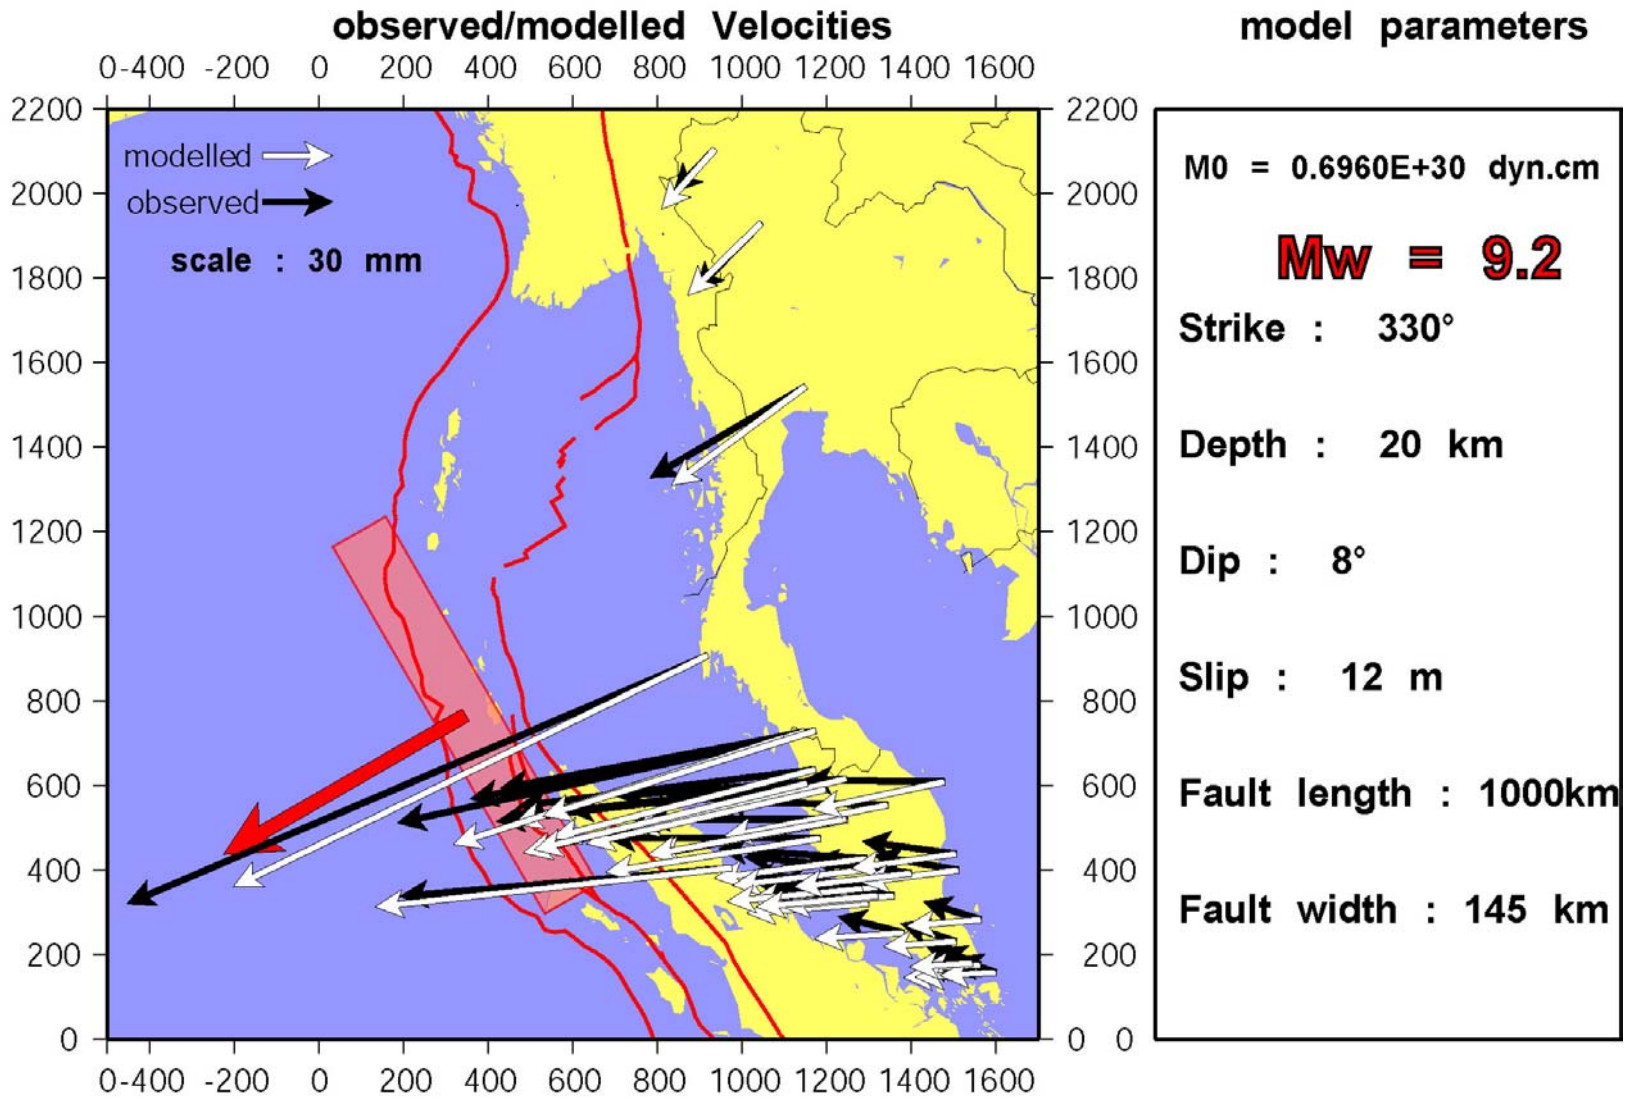 observed/modelled Velocities
model parameters
0-400 -200 0 200 400 600 800 1000 1200 1400 1600
2200
2000
1800
1600
1400
1200
1000
800
600
400
200
0
modelled
observed
scale : 30 mm
2200
2000
1800
1600
1400
1200
1000
800
600
400
200
0 0
0-400 -200 0 200 400 600 800 1000 1200 1400 1600
M0 = 0.6960E+30 dyn.cm
Mw = 9.2
Strike : 330°
Depth : 20 km
Dip : 8°
Slip : 12 m
Fault length : 1000km
Fault width : 145 km